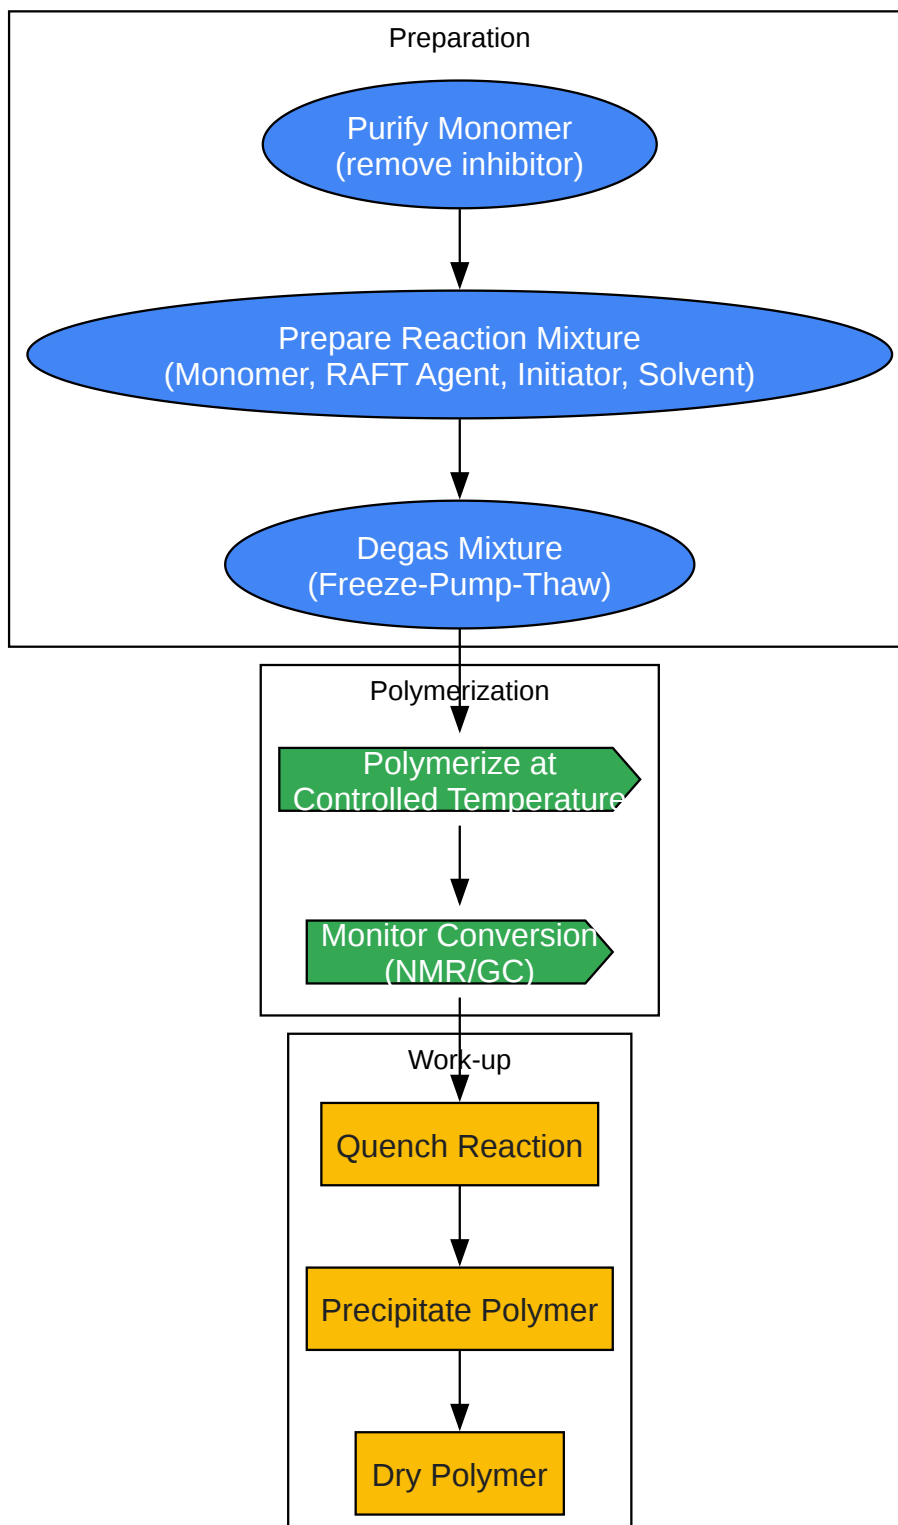 Preparation
Purify Monomer
(remove inhibitor)
Prepare Reaction Mixture
(Monomer, RAFT Agent, Initiator, Solvent)
Degas Mixture
(Freeze-Pump-Thaw)
Polymerization
Polymerize at
Controlled Temperature
Monitor Conversion
(NMR/GC)
Work-up
Quench Reaction
Precipitate Polymer
Dry Polymer